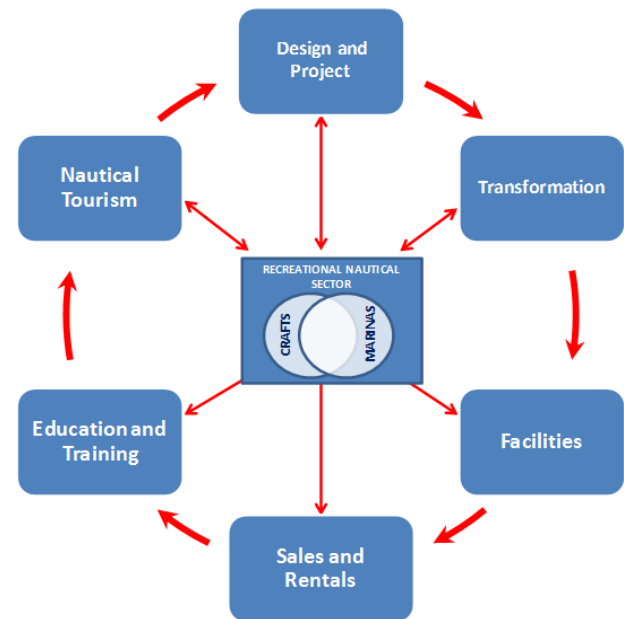 Design and
Project
Nautical
Tourism
Transformation
RECREATIONAL NAUTICAL
SECTOR
CRAFTS
MARINAS
Education and
Training
Facilities
Sales and
Rentals